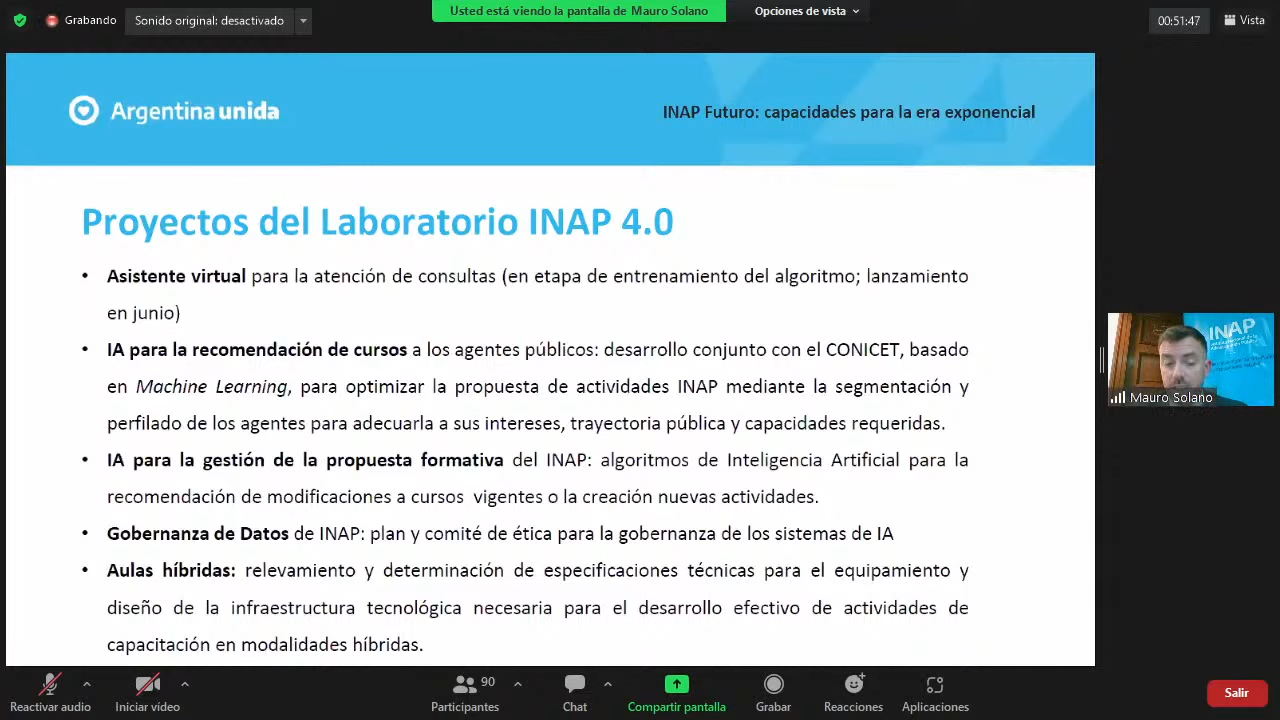 Grabando
Sonido original: desactivado
Usted está viendo la pantalla de Mauro Solano
Opciones de vista
00:51:47
Vista
Argentina unida
INAP Futuro: capacidades para la era exponencial
Proyectos del Laboratorio INAP 4.0
• Asistente virtual para la atención de consultas (en etapa de entrenamiento del algoritmo; lanzamiento
en junio)
• IA para la recomendación de cursos a los agentes públicos: desarrollo conjunto con el CONICET, basado
en Machine Learning, para optimizar la propuesta de actividades INAP mediante la segmentación y
perfilado de los agentes para adecuarla a sus intereses, trayectoria pública y capacidades requeridas.
• IA para la gestión de la propuesta formativa del INAP: algoritmos de Inteligencia Artificial para la
recomendación de modificaciones a cursos vigentes o la creación nuevas actividades.
• Gobernanza de Datos de INAP: plan y comité de ética para la gobernanza de los sistemas de IA
• Aulas híbridas: relevamiento y determinación de especificaciones técnicas para el equipamiento y
diseño de la infraestructura tecnológica necesaria para el desarrollo efectivo de actividades de
capacitación en modalidades híbridas.
INAP
Mauro Solano
Reactivar audio
Iniciar vídeo
90
Participantes
Chat
Compartir pantalla
Grabar
Reacciones
Aplicaciones
Salir